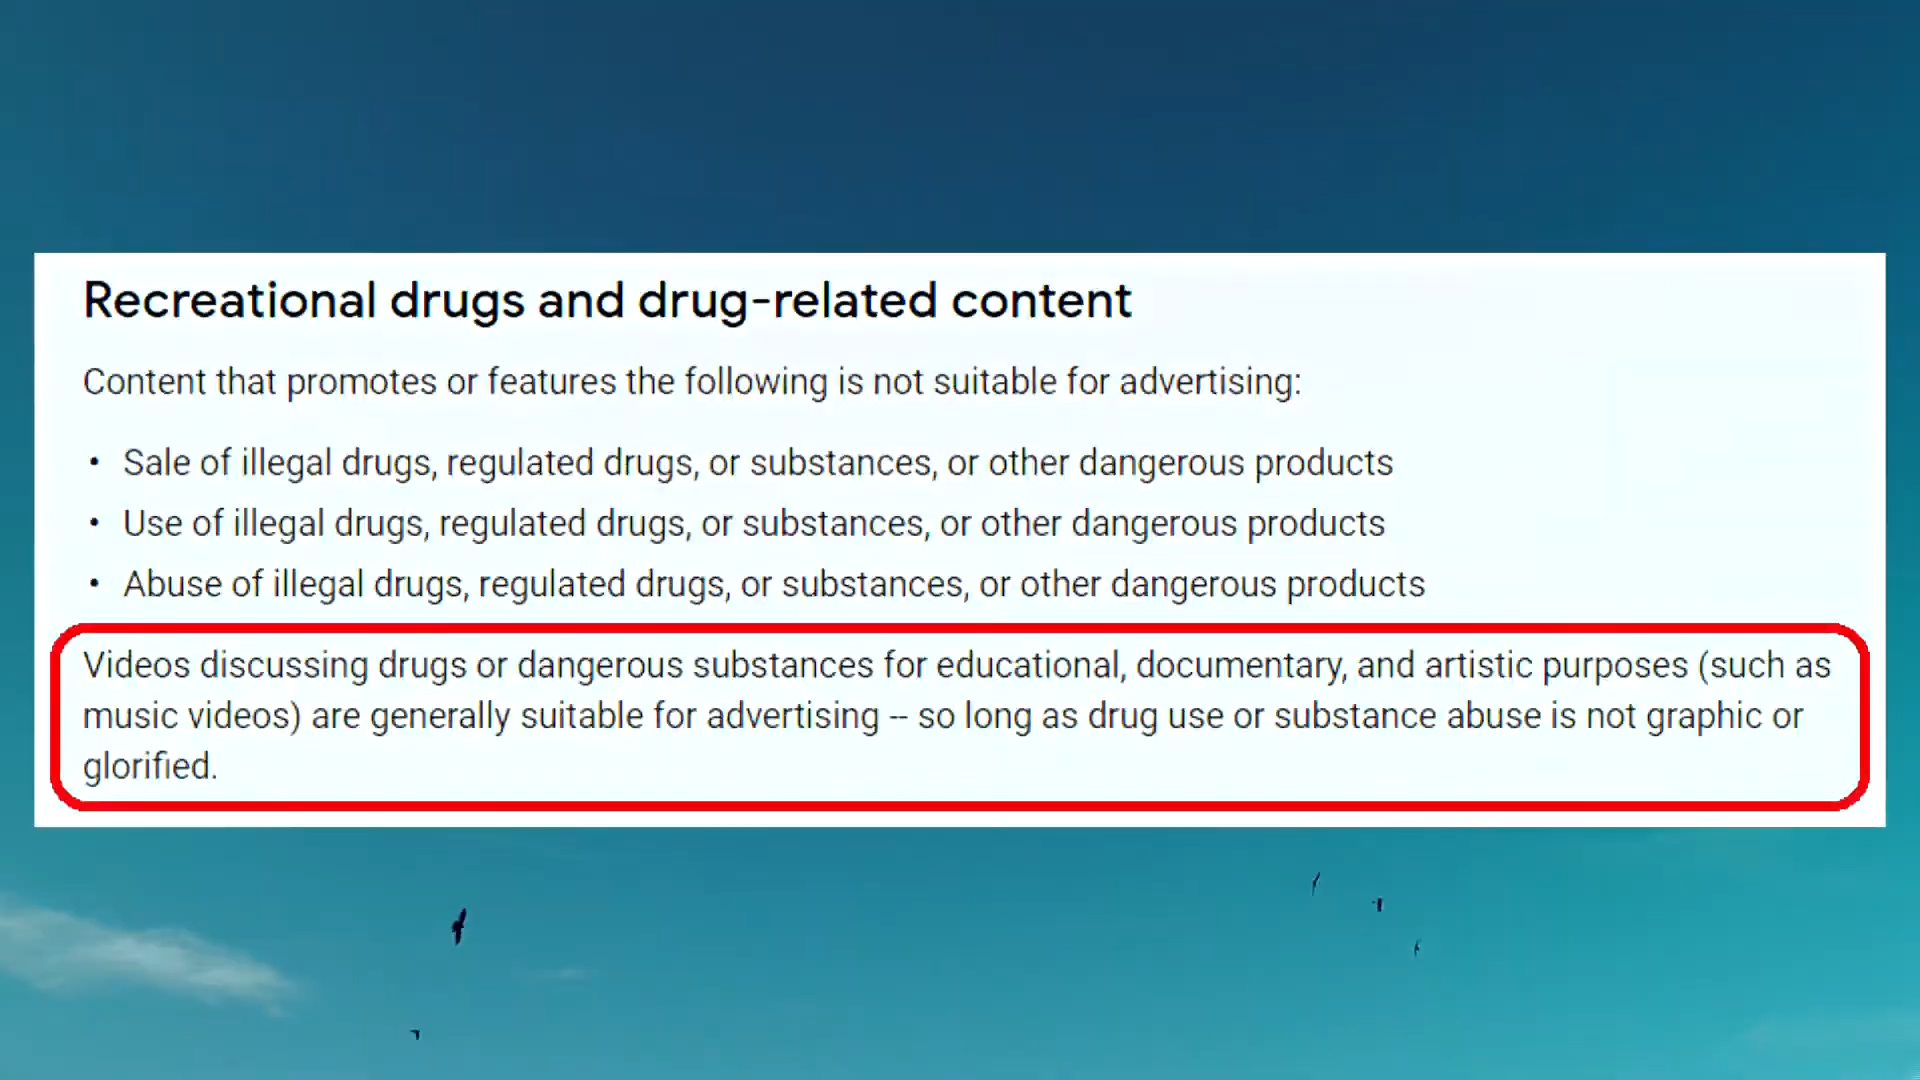 Recreational drugs and drug-related content
Content that promotes or features the following is not suitable for advertising:
• Sale of illegal drugs, regulated drugs, or substances, or other dangerous products
• Use of illegal drugs, regulated drugs, or substances, or other dangerous products
• Abuse of illegal drugs, regulated drugs, or substances, or other dangerous products
Videos discussing drugs or dangerous substances for educational, documentary, and artistic purposes (such as
music videos) are generally suitable for advertising -- so long as drug use or substance abuse is not graphic or
glorified.